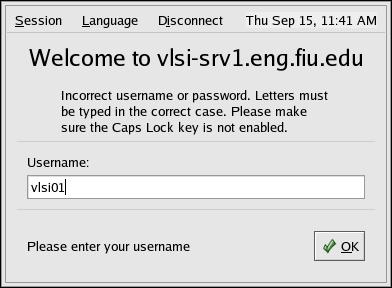 Session Language Disconnect Thu Sep 15, 11:41 AM
Welcome to vlsi-srv1.eng.fiu.edu
Incorrect username or password. Letters must
be typed in the correct case. Please make
sure the Caps Lock key is not enabled.
Username:
vlsi01
Please enter your username OK